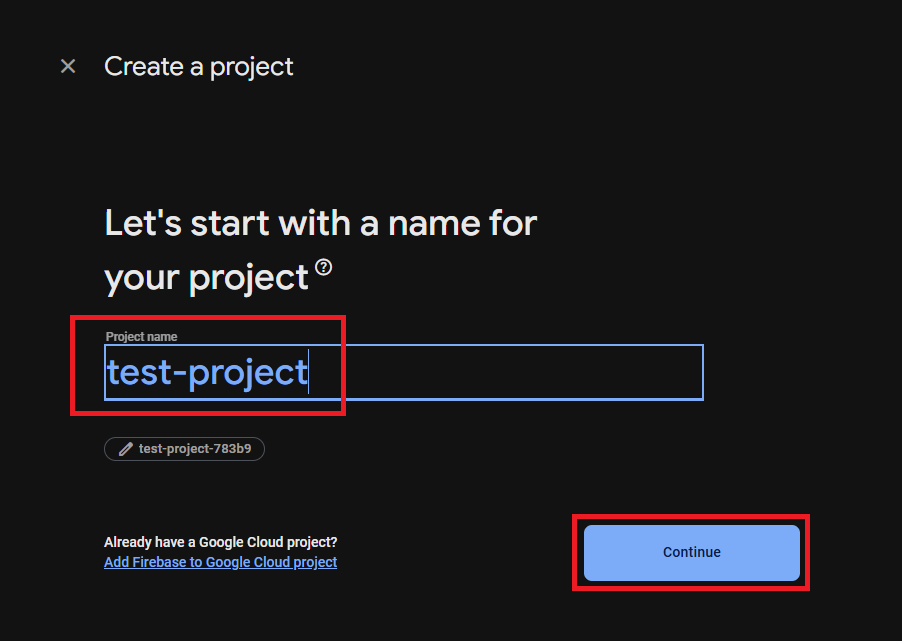 Create a project
Let's start with a name for
your project
Project name
test-project
test-project-783b9
Already have a Google Cloud project?
Add Firebase to Google Cloud project
Continue